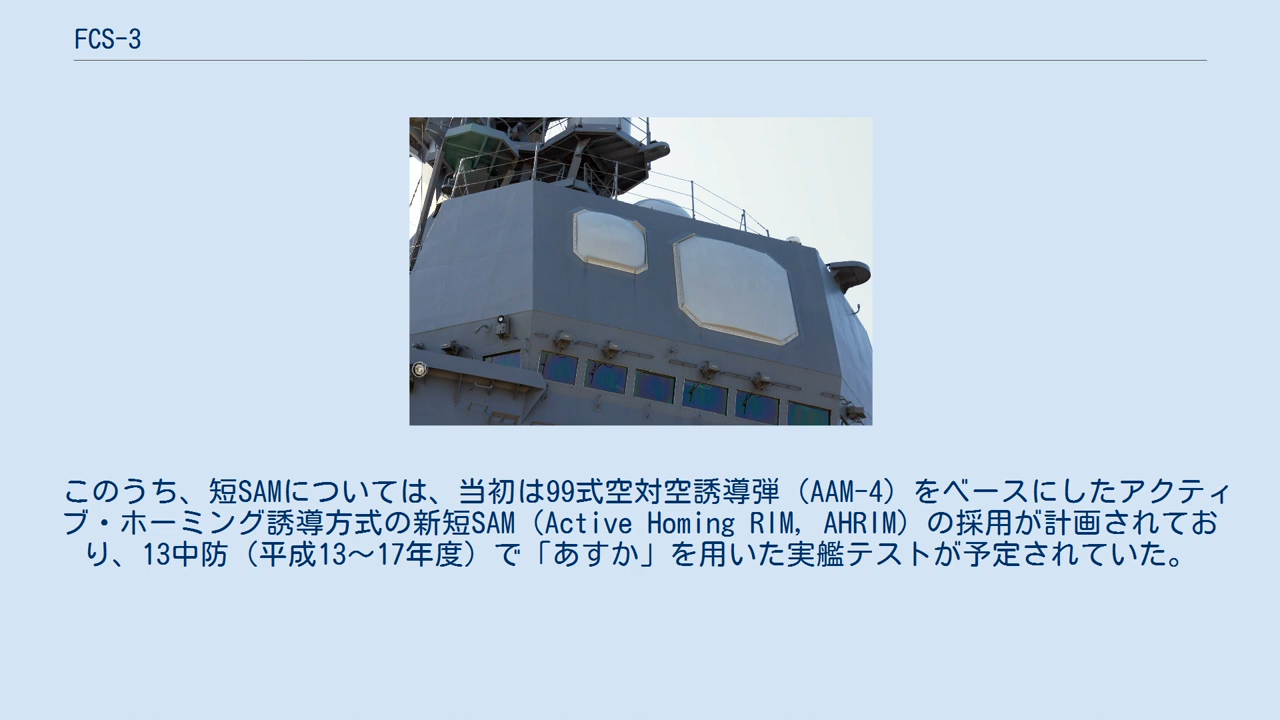 FCS-3
このうち、短SAMについては、当初は99式空対空誘導弾（AAM-4）をベースにしたアクティ
ブ・ホーミング誘導方式の新短SAM（Active Homing RIM, AHRIM）の採用が計画されてお
り、13中防（平成13〜17年度）で「あすか」を用いた実艦テストが予定されていた。